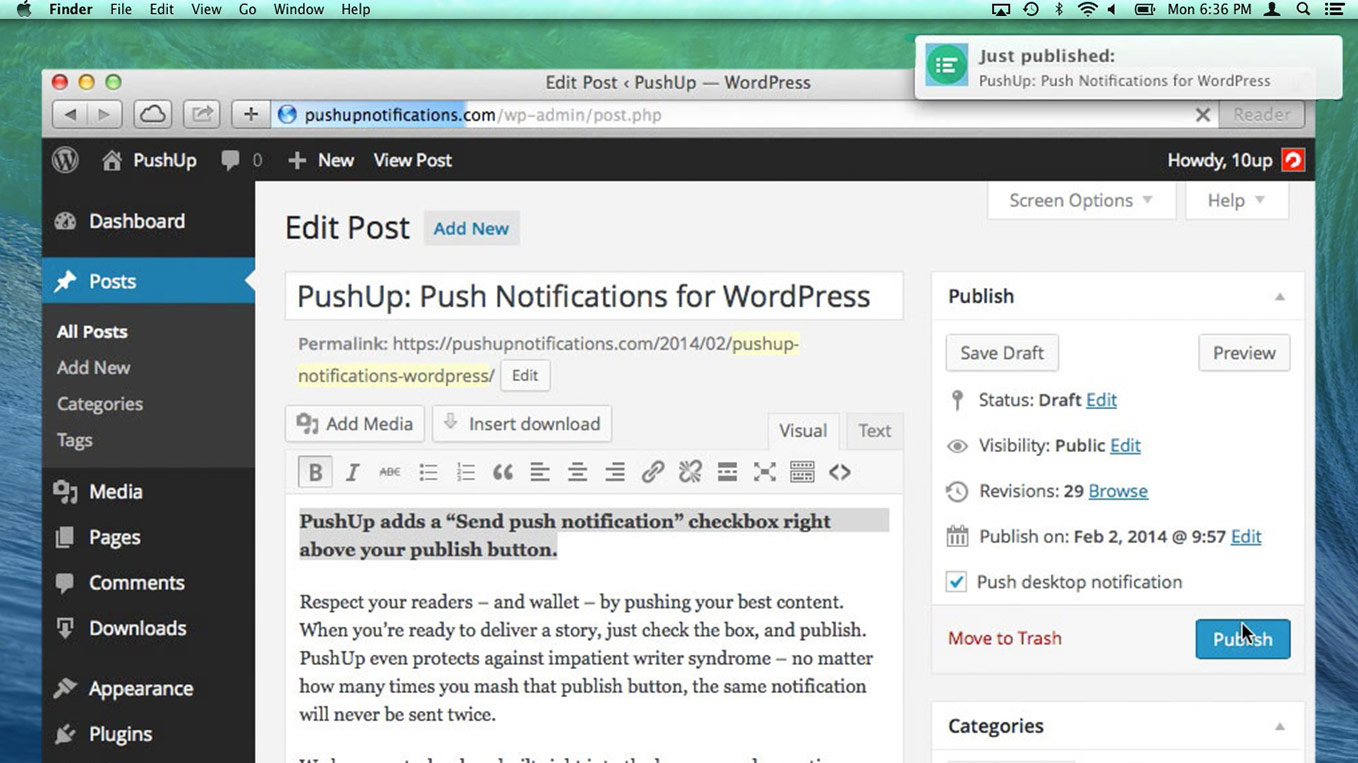 Finder File Edit View Go Window Help
Mon 6:36 PM
Just published:
PushUp: Push Notifications for WordPress
Edit Post ‹ PushUp — WordPress
pushupnotifications.com/wp-admin/post.php
Reader
PushUp 0 New View Post
Howdy, 10up
Dashboard
Posts
All Posts
Add New
Categories
Tags
Media
Pages
Comments
Downloads
Appearance
Plugins
Screen Options
Help
Edit Post Add New
PushUp: Push Notifications for WordPress
Permalink: https://pushupnotifications.com/2014/02/pushup-
notifications-wordpress/ Edit
Add Media Insert download
Visual Text
B I ABC
PushUp adds a “Send push notification” checkbox right
above your publish button.
Respect your readers – and wallet – by pushing your best content.
When you’re ready to deliver a story, just check the box, and publish.
PushUp even protects against impatient writer syndrome – no matter
how many times you mash that publish button, the same notification
will never be sent twice.
Publish
Save Draft Preview
Status: Draft Edit
Visibility: Public Edit
Revisions: 29 Browse
Publish on: Feb 2, 2014 @ 9:57 Edit
Push desktop notification
Move to Trash Publish
Categories